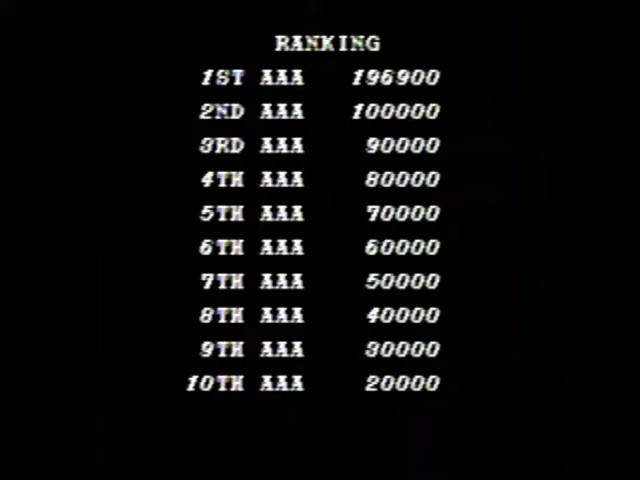 RANKING
1ST AAA 196900
2ND AAA 100000
3RD AAA 90000
4TH AAA 80000
5TH AAA 70000
6TH AAA 60000
7TH AAA 50000
8TH AAA 40000
9TH AAA 30000
10TH AAA 20000